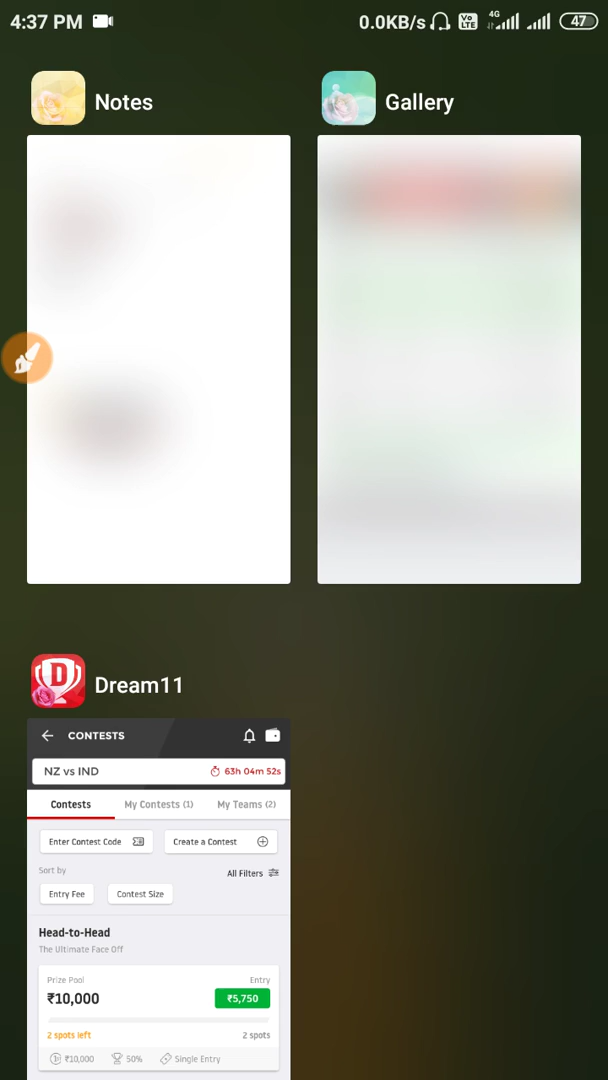 4:37 PM 0.0KB/s Vo LTE 4G 47
Notes
Gallery
Dream11
CONTESTS
NZ vs IND 63h 04m 52s
Contests My Contests (1) My Teams (2)
Enter Contest Code Create a Contest
Sort by
All Filters
Entry Fee Contest Size
Head-to-Head
The Ultimate Face Off
Prize Pool Entry
₹10,000 ₹5,750
2 spots left 2 spots
₹10,000 50% Single Entry